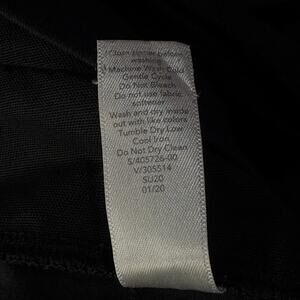 Close zipper before
washing
Machine Wash Cold
Gentle Cycle
Do Not Bleach
Do not use fabric
softener
Wash and dry inside
out with like colors
Tumble Dry Low
Cool Iron
Do Not Dry Clean
S/405726-00
V/305514
SU20
01/20